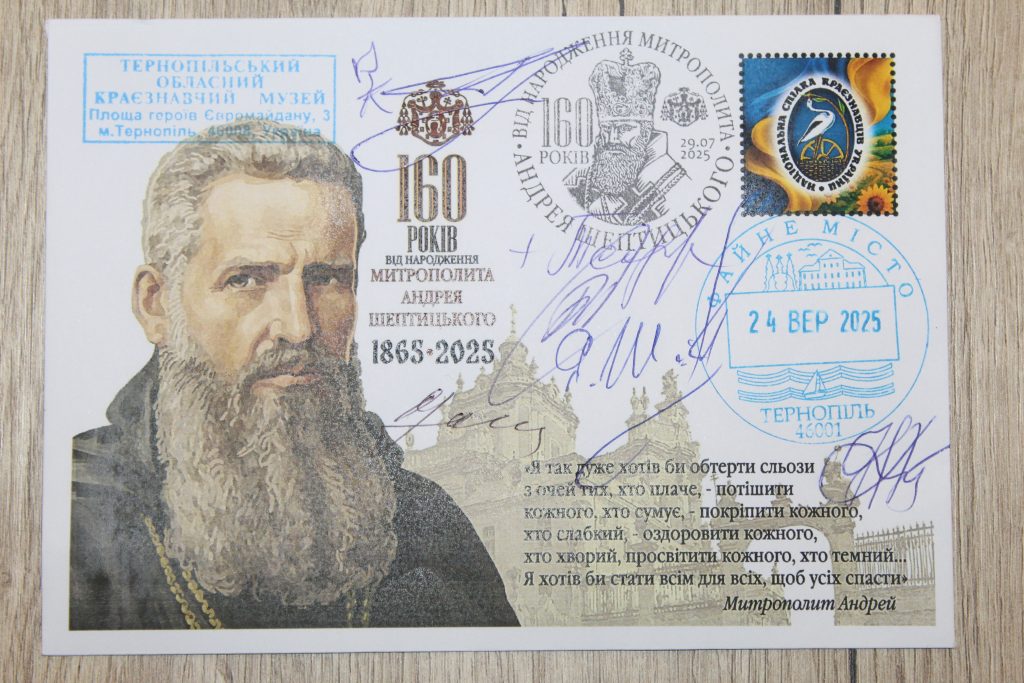 ТЕРНОПІЛЬСЬКИЙ
ОБЛАСНИЙ
КРАЄЗНАВЧИЙ МУЗЕЙ
Площа героїв Євромайдану, 3
м.Тернопіль, 46008, Україна
160
РОКІВ
ВІД НАРОДЖЕННЯ
МИТРОПОЛИТА
АНДРЕЯ
ШЕПТИЦЬКОГО
1865•2025
• ВІД НАРОДЖЕННЯ МИТРОПОЛИТА • АНДРЕЯ ШЕПТИЦЬКОГО
160
РОКІВ
29.07
2025
НАЦІОНАЛЬНА СПІЛКА КРАЄЗНАВЦІВ УКРАЇНИ •
ФАЙНЕ МІСТО
24 ВЕР 2025
ТЕРНОПІЛЬ
46001
«Я так дуже хотів би обтерти сльози
з очей тих, хто плаче, - потішити
кожного, хто сумує, - покріпити кожного,
хто слабкий, - оздоровити кожного,
хто хворий, просвітити кожного, хто темний...
Я хотів би стати всім для всіх, щоб усіх спасти»
Митрополит Андрей